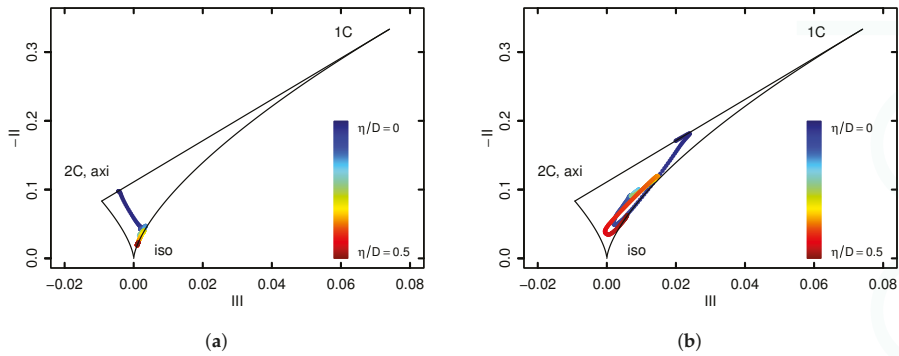 1C
0.3
−II
0.2
η/D = 0
2C, axi
0.1
iso
η/D = 0.5
0.0
−0.02 0.00 0.02 0.04 0.06 0.08
III
(a)
1C
0.3
−II
0.2
η/D = 0
2C, axi
0.1
iso
η/D = 0.5
0.0
−0.02 0.00 0.02 0.04 0.06 0.08
III
(b)